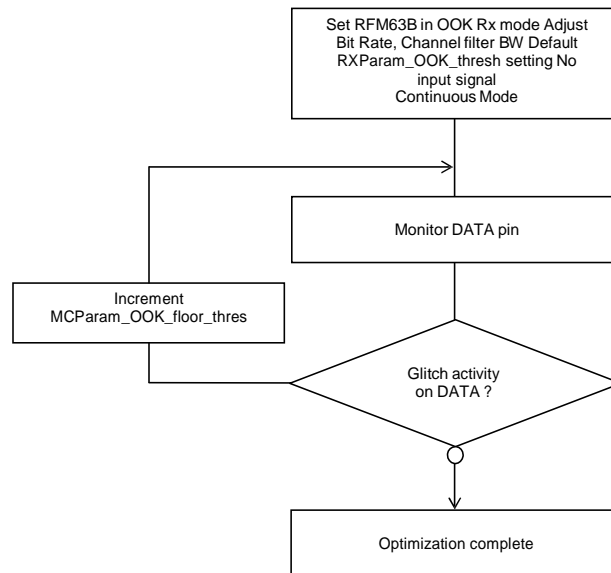 Set RFM63B in OOK Rx mode Adjust
Bit Rate, Channel filter BW Default
RXParam_OOK_thresh setting No
input signal
Continuous Mode
Monitor DATA pin
Increment
MCParam_OOK_floor_thres
Glitch activity
on DATA ?
Optimization complete